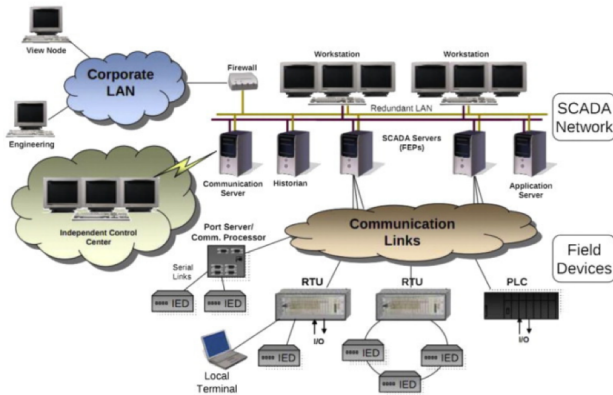 View Node
Corporate
LAN
Engineering
Firewall
Workstation
Workstation
Redundant LAN
SCADA
Network
Communication
Server
Historian
SCADA Servers
(FEPs)
Application
Server
Independent Control
Center
Port Server/
Comm. Processor
Communication
Links
Field
Devices
Serial
Links
IED
IED
RTU
RTU
PLC
I/O
I/O
IED
IED
IED
IED
Local
Terminal